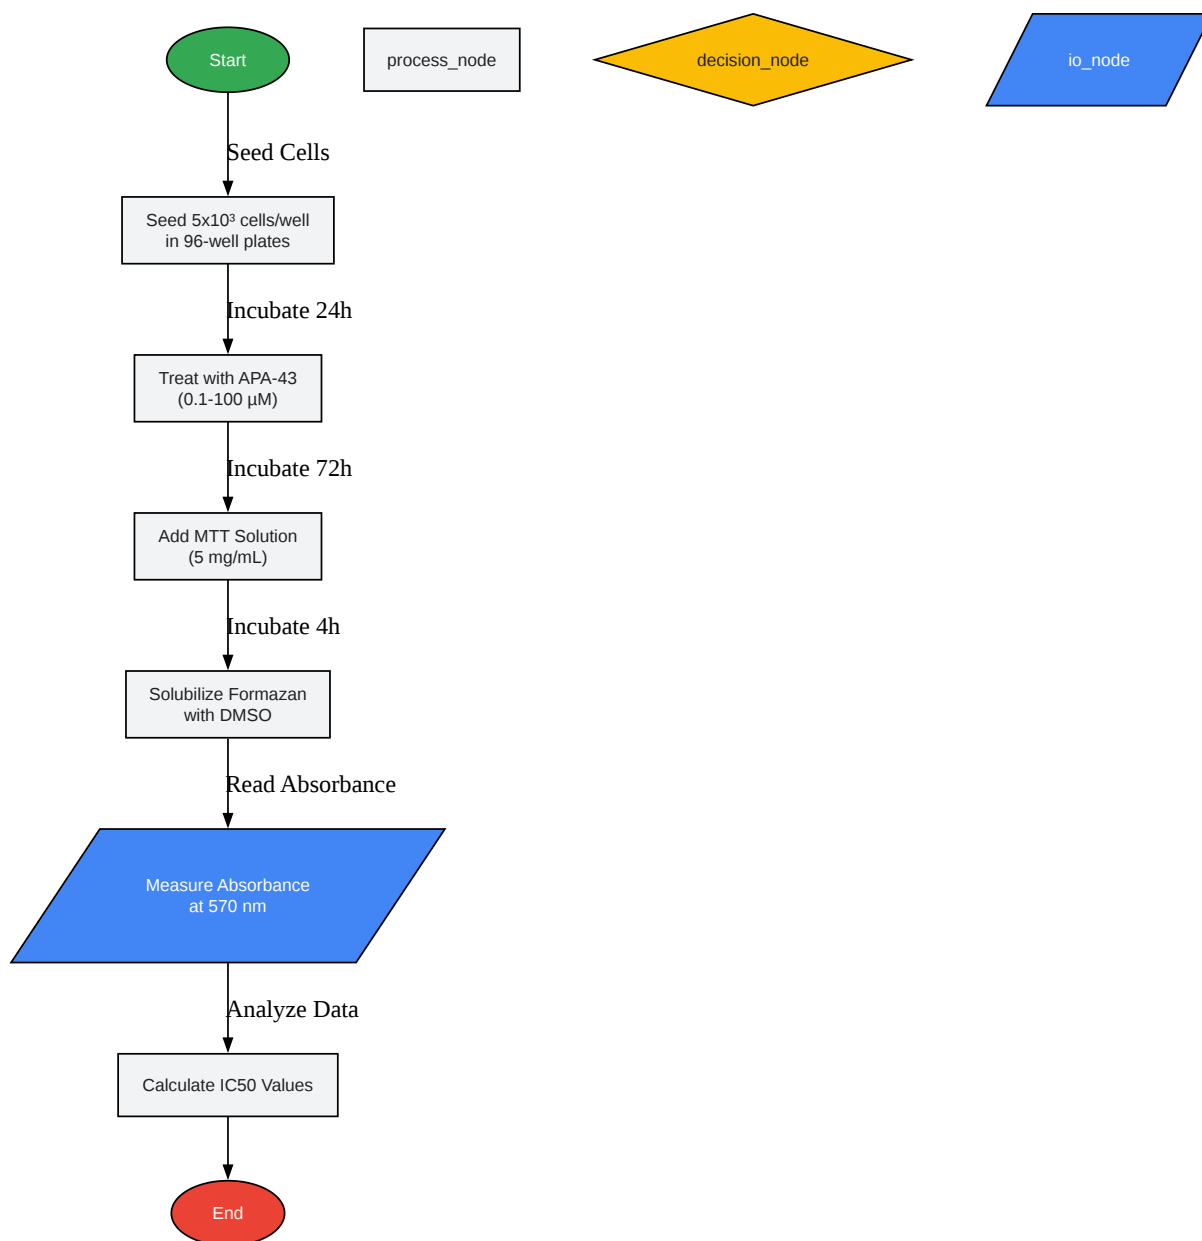 Start
process_node
decision_node
io_node
Seed Cells
Seed 5x10³ cells/well
in 96-well plates
Incubate 24h
Treat with APA-43
(0.1-100 µM)
Incubate 72h
Add MTT Solution
(5 mg/mL)
Incubate 4h
Solubilize Formazan
with DMSO
Read Absorbance
Measure Absorbance
at 570 nm
Analyze Data
Calculate IC50 Values
End